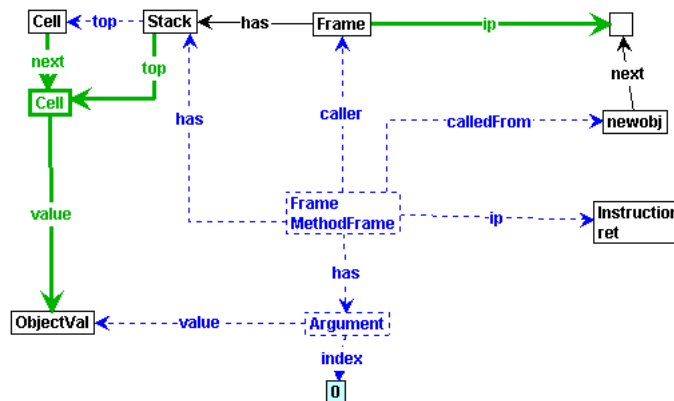 Cell
top
Stack
has
Frame
ip
next
top
next
Cell
has
caller
calledFrom
newobj
value
Frame
MethodFrame
ip
Instruction
ret
has
ObjectVal
value
Argument
index
0